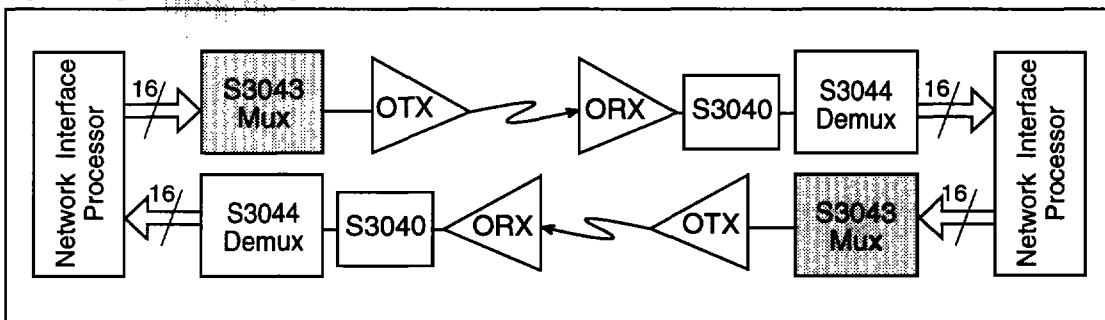 Network Interface
Processor
16
S3043
Mux
OTX
ORX
S3040
S3044
Demux
16
Network Interface
Processor
16
S3044
Demux
S3040
ORX
OTX
S3043
Mux
16